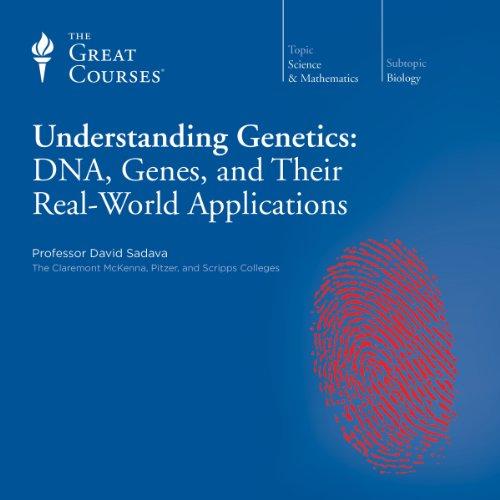 THE
GREAT
COURSES®
Topic
Science
& Mathematics
Subtopic
Biology
Understanding Genetics:
DNA, Genes, and Their
Real-World Applications
Professor David Sadava
The Claremont McKenna, Pitzer, and Scripps Colleges